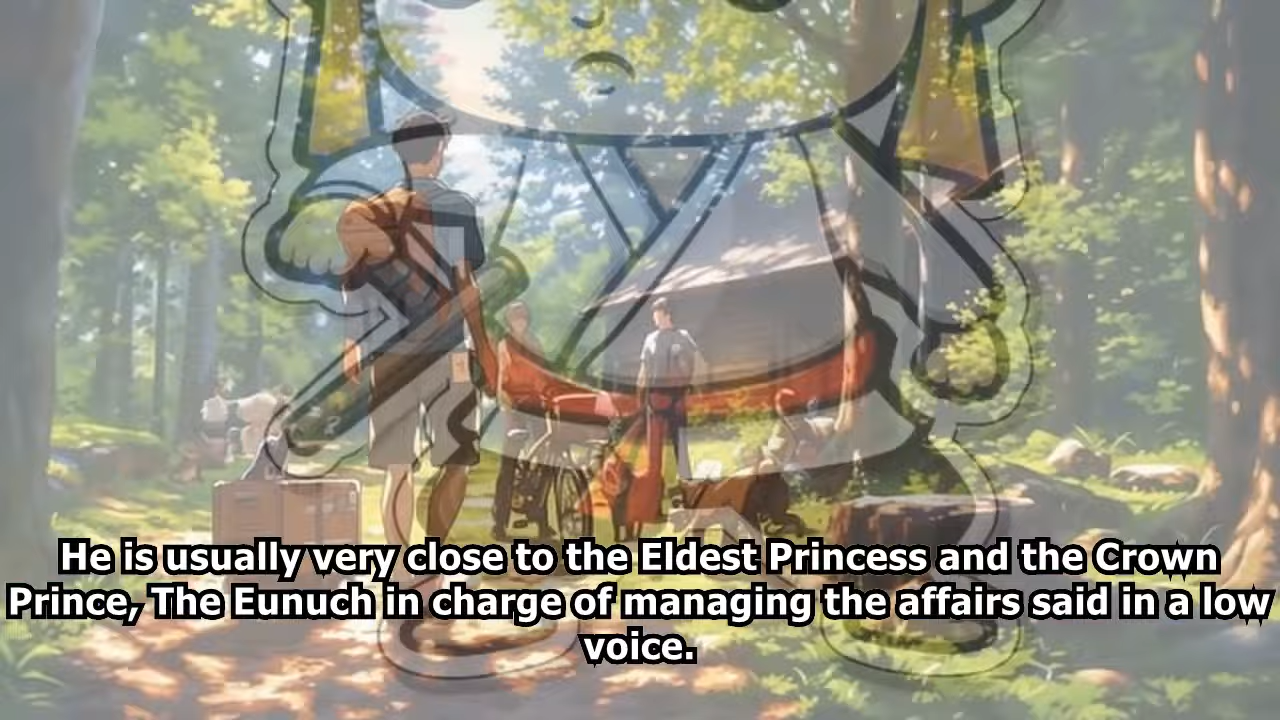 He is usually very close to the Eldest Princess and the Crown
Prince, The Eunuch in charge of managing the affairs said in a low
voice.